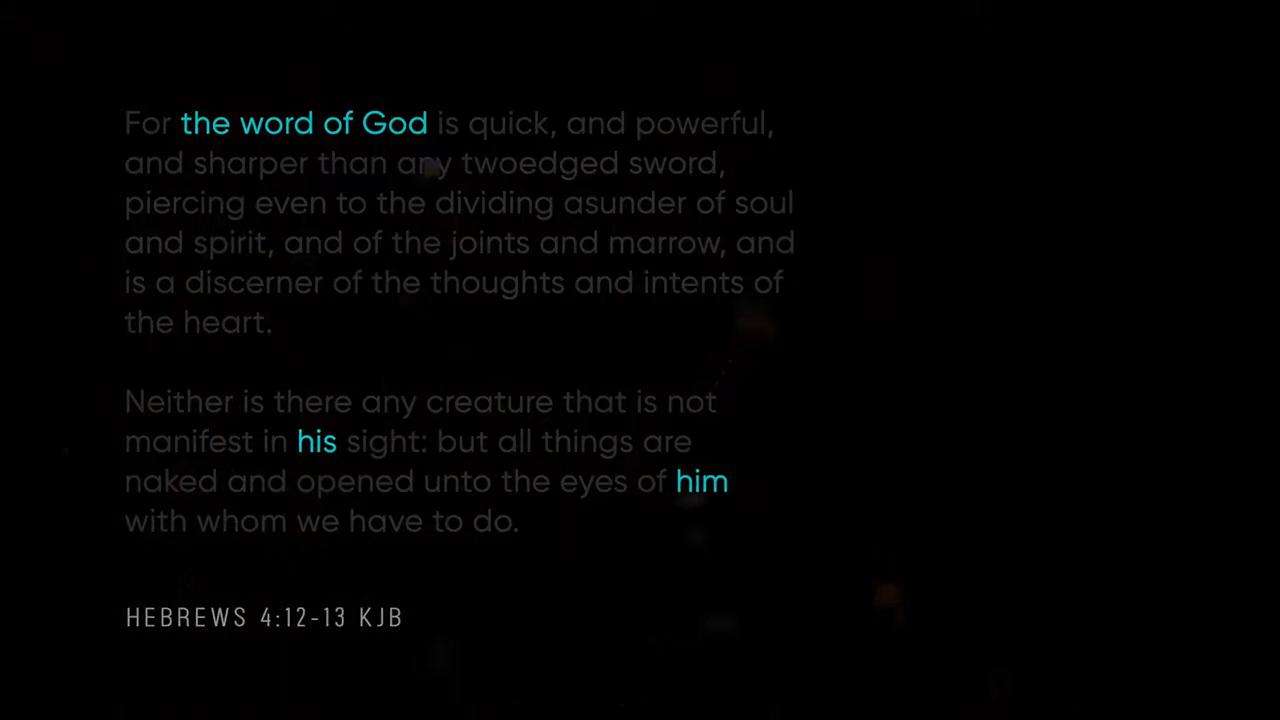 For the word of God is quick, and powerful,
and sharper than any twoedged sword,
piercing even to the dividing asunder of soul
and spirit, and of the joints and marrow, and
is a discerner of the thoughts and intents of
the heart.
Neither is there any creature that is not
manifest in his sight: but all things are
naked and opened unto the eyes of him
with whom we have to do.
HEBREWS 4:12-13 KJB